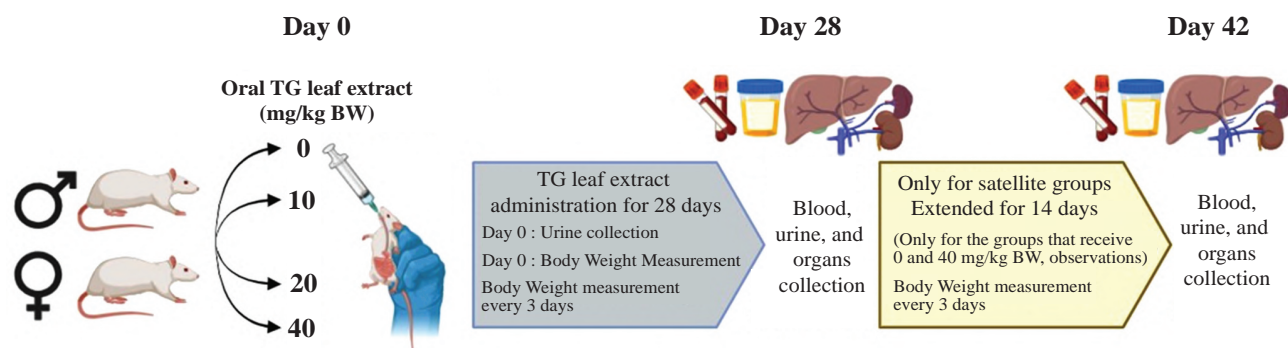 Day 0
Day 28
Day 42
Oral TG leaf extract
(mg/kg BW)
0
10
20
40
TG leaf extract
administration for 28 days
Day 0 : Urine collection
Day 0 : Body Weight Measurement
Body Weight measurement
every 3 days
Blood,
urine, and
organs
collection
Only for satellite groups
Extended for 14 days
(Only for the groups that receive
0 and 40 mg/kg BW, observations)
Body Weight measurement
every 3 days
Blood,
urine, and
organs
collection